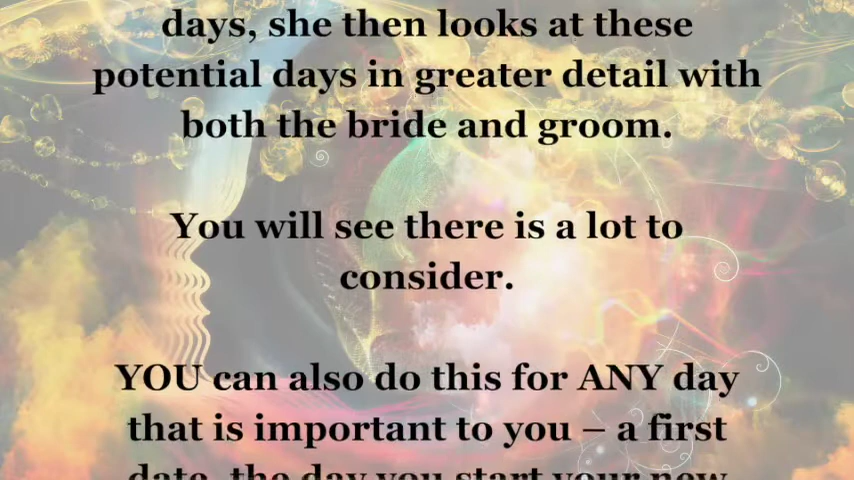 days, she then looks at these
potential days in greater detail with
both the bride and groom.
You will see there is a lot to
consider.
YOU can also do this for ANY day
that is important to you – a first
date, the day you start your new